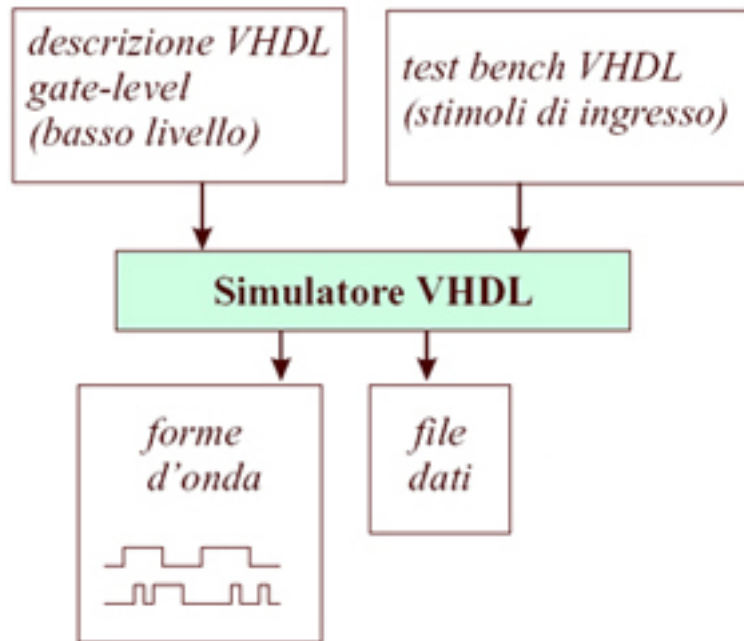 descrizione VHDL
gate-level
(basso livello)
test bench VHDL
(stimoli di ingresso)
Simulatore VHDL
forme
d'onda
file
dati